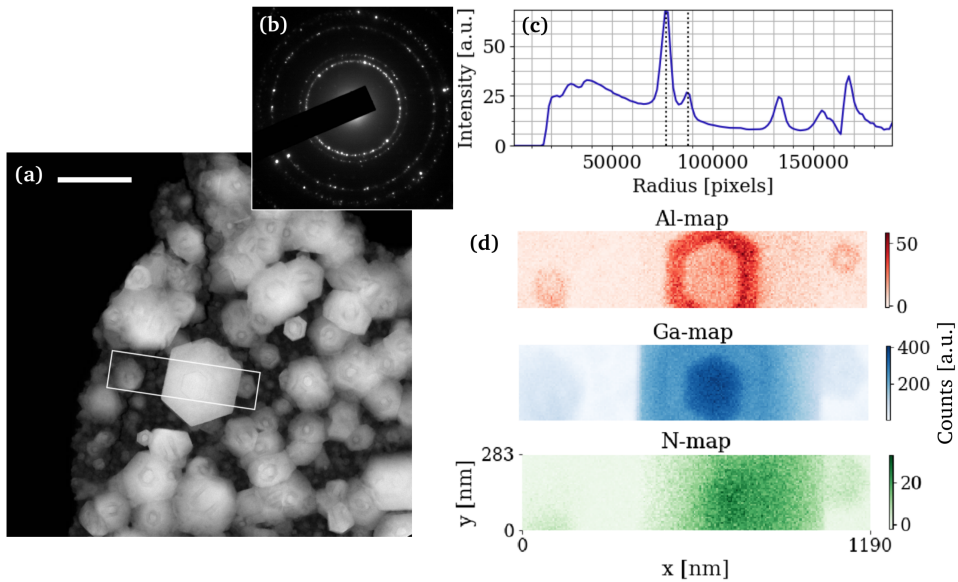 (a)
(b)
(c)
Intensity [a.u.]
50
25
0
50000 100000 150000
Radius [pixels]
(d)
Al-map
50
0
Ga-map
400
200
Counts [a.u.]
N-map
283
y [nm]
0
20
0
0 1190
x [nm]